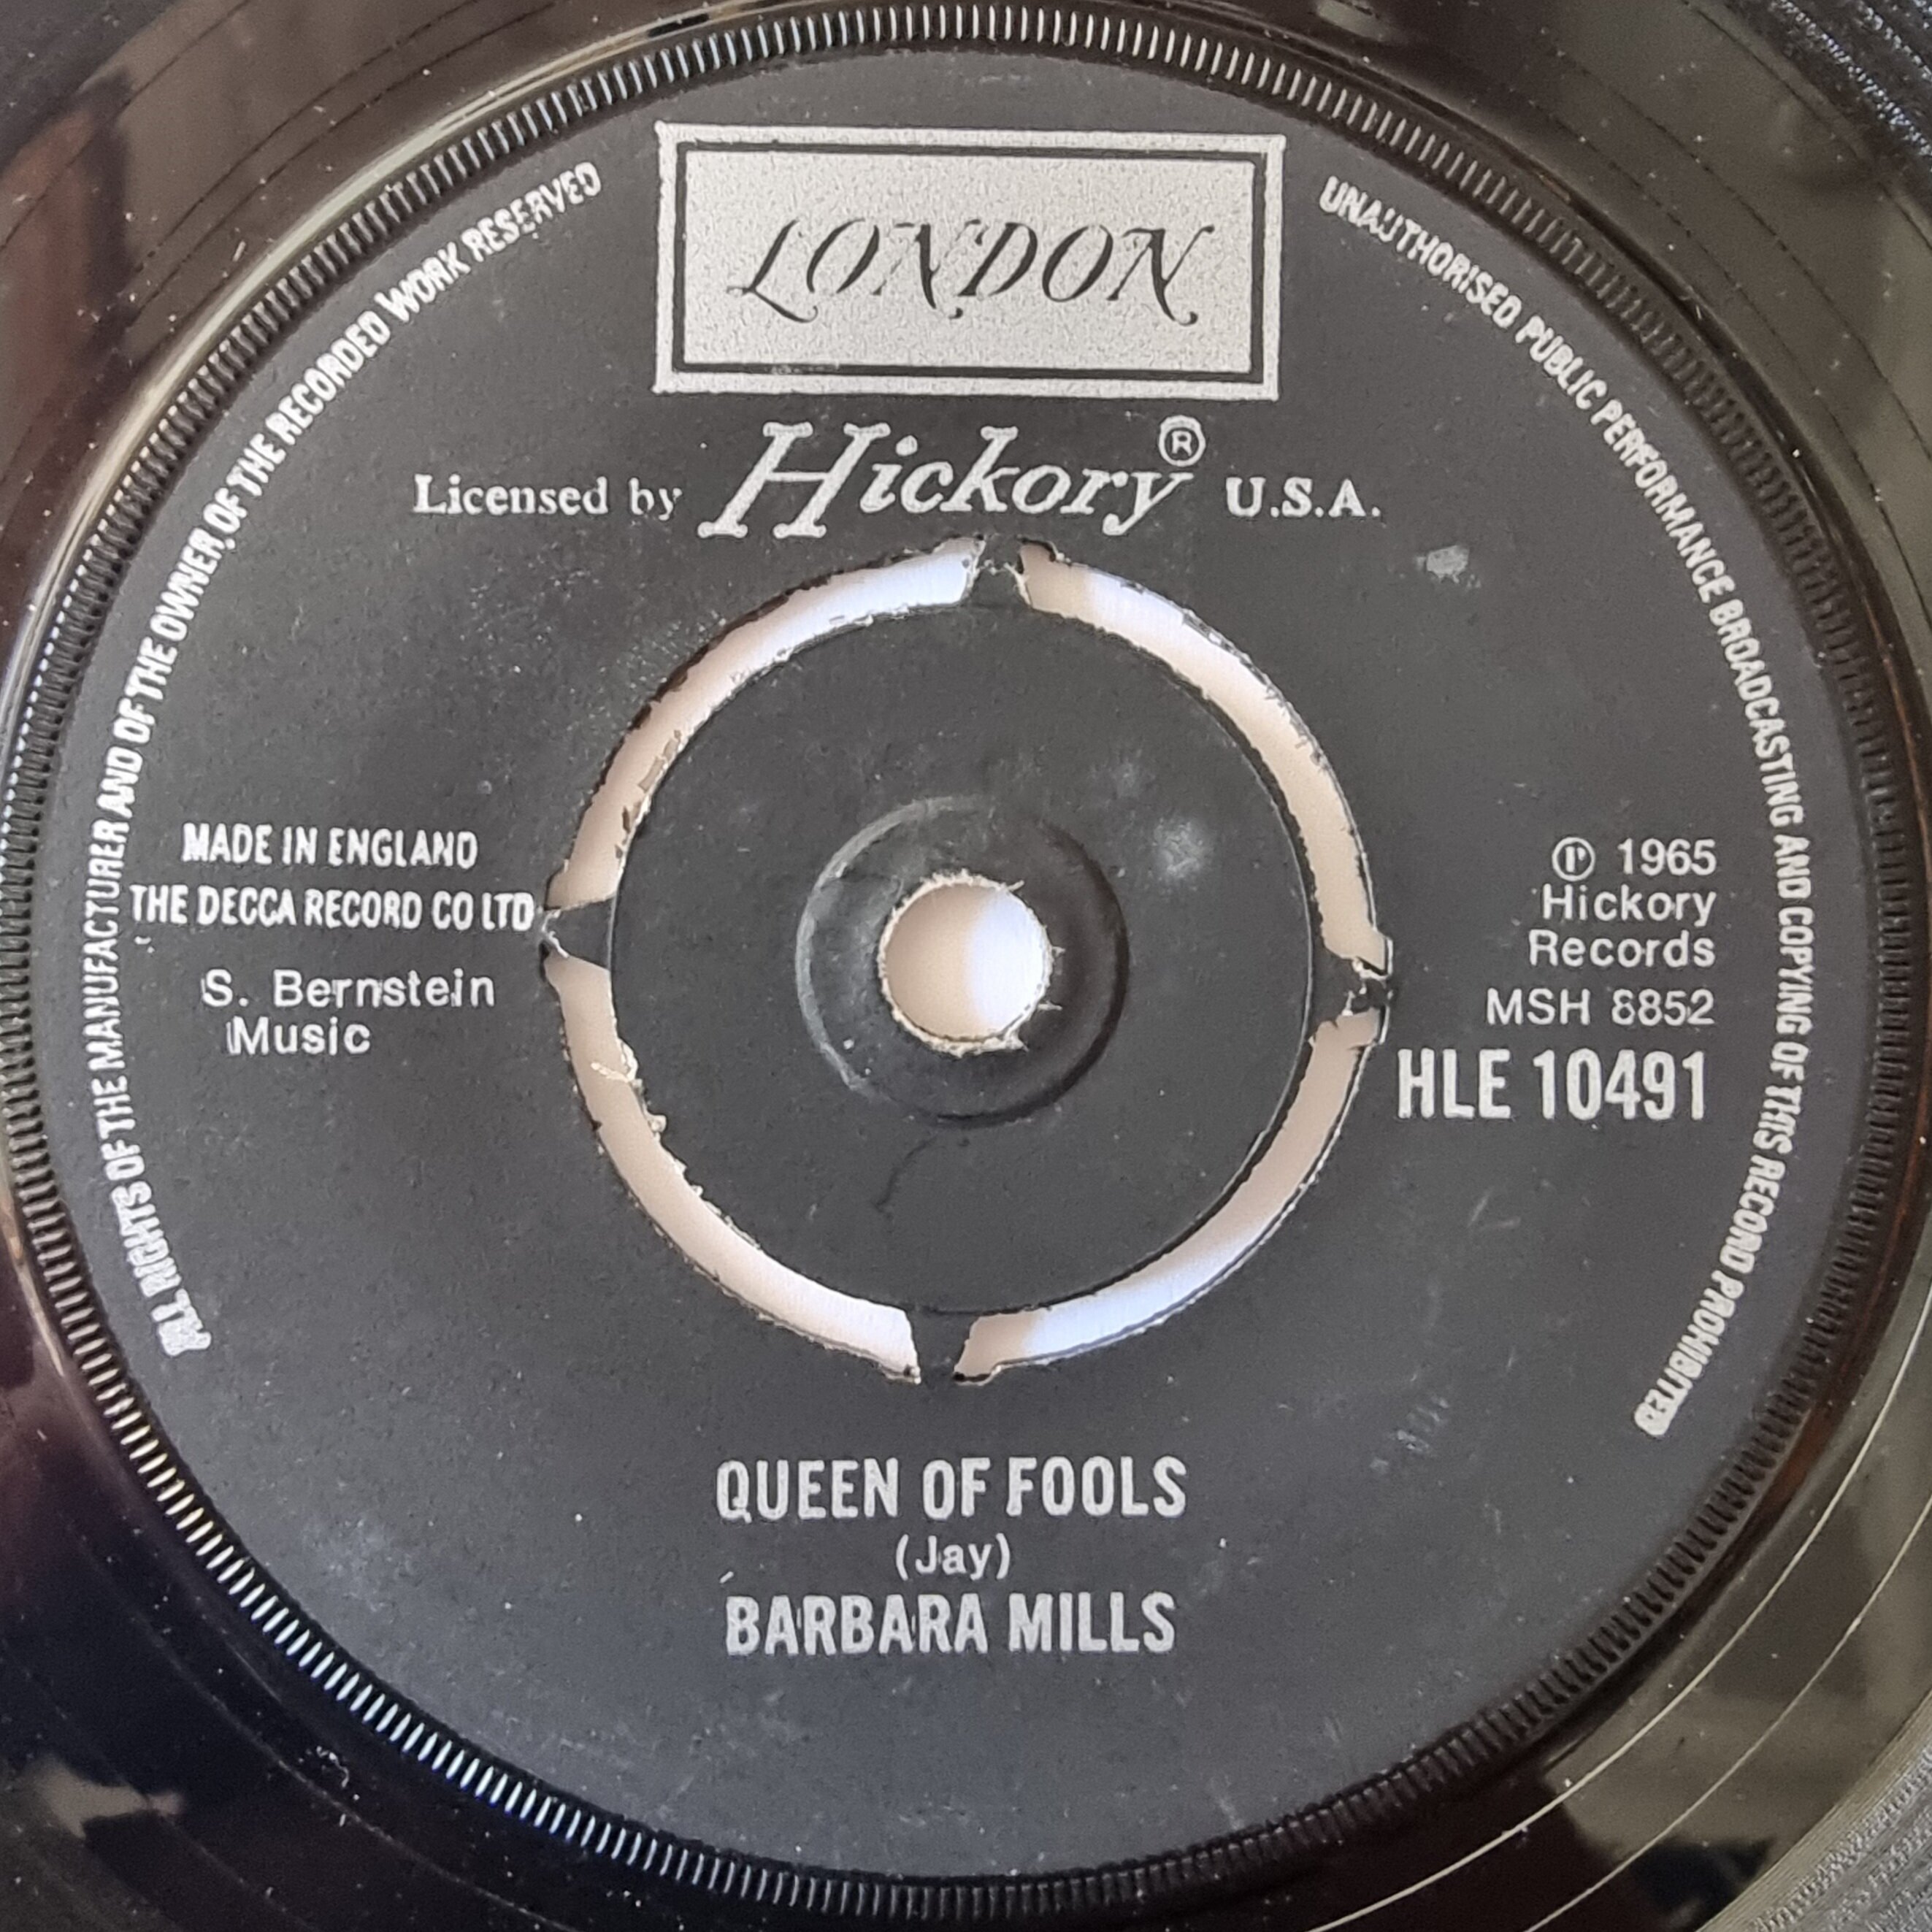 LONDON
Licensed by Hickory ® U.S.A.
ALL RIGHTS OF THE MANUFACTURER AND OF THE OWNER OF THE RECORDED WORK RESERVED
UNAUTHORISED PUBLIC PERFORMANCE BROADCASTING AND COPYING OF THIS RECORD PROHIBITED
MADE IN ENGLAND
THE DECCA RECORD CO LTD
S. Bernstein
Music
℗ 1965
Hickory
Records
MSH 8852
HLE 10491
QUEEN OF FOOLS
(Jay)
BARBARA MILLS